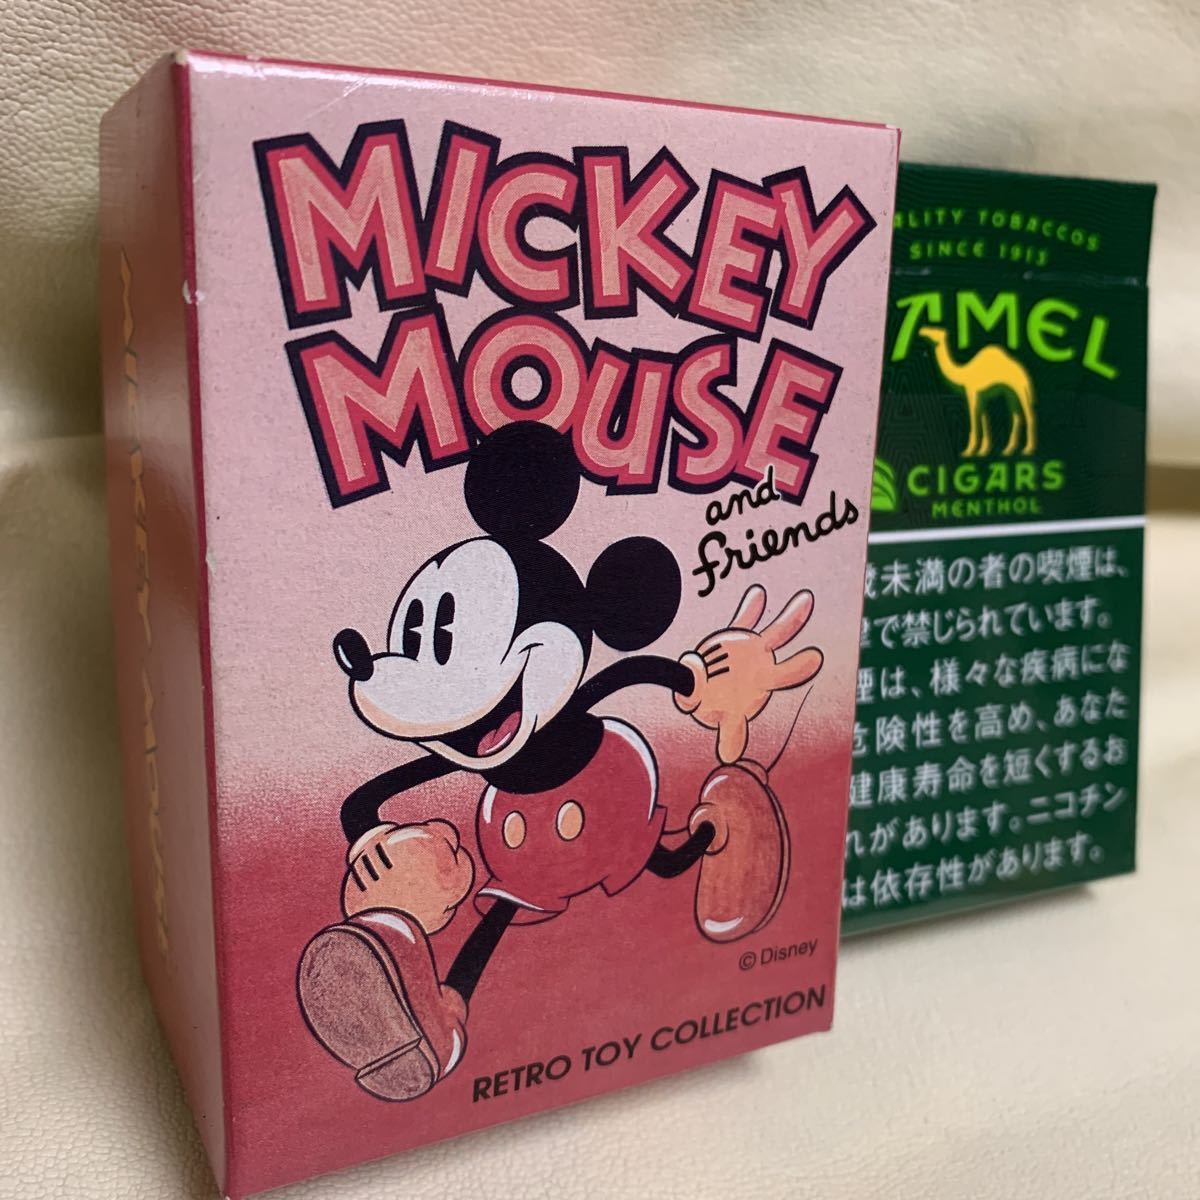 MICKEY
MOUSE
and
friends
© Disney
RETRO TOY COLLECTION
MICKEY MOUSE
TOBACCOS
SINCE 1913
AMEL
CIGARS
MENTHOL
歳未満の者の喫煙は、
で禁じられています。
煙は、様々な疾病にな
危険性を高め、あなた
健康寿命を短くするお
れがあります。ニコチン
は依存性があります。